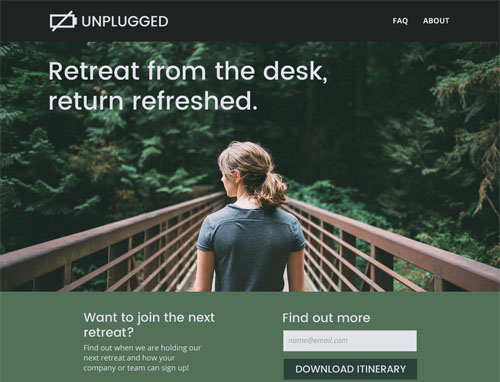 UNPLUGGED
FAQ ABOUT
Retreat from the desk,
return refreshed.
Want to join the next
retreat?
Find out when we are holding our
next retreat and how your
company or team can sign up!
Find out more
name@email.com
DOWNLOAD ITINERARY